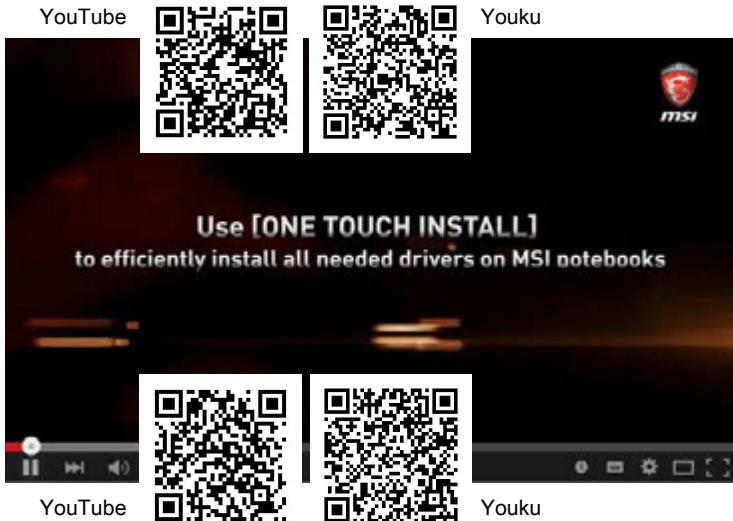 YouTube Youku
msi
Use [ONE TOUCH INSTALL]
to efficiently install all needed drivers on MSI notebooks
YouTube Youku